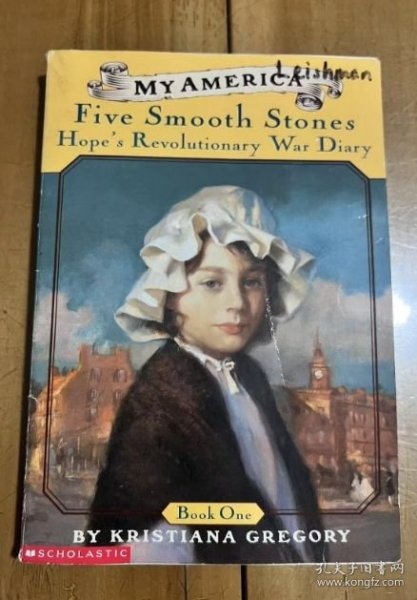 Leishman
MY AMERICA
Five Smooth Stones
Hope's Revolutionary War Diary
Book One
BY KRISTIANA GREGORY
SCHOLASTIC
孔夫子旧书网
www.kongfz.com